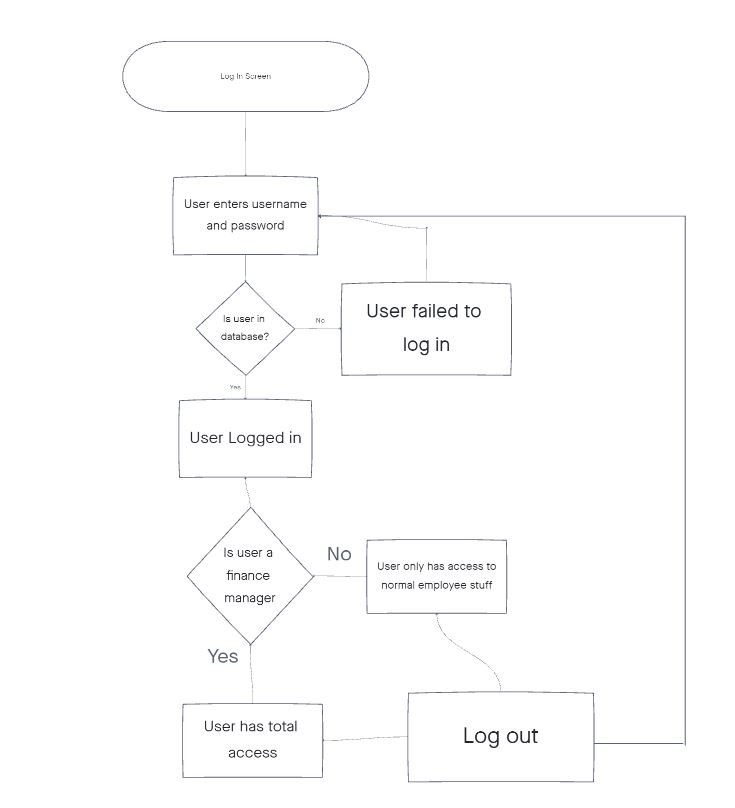 Log In Screen
User enters username
and password
Is user in
database?
No
User failed to
log in
Yes
User Logged in
Is user a
finance
manager
No
User only has access to
normal employee stuff
Yes
User has total
access
Log out